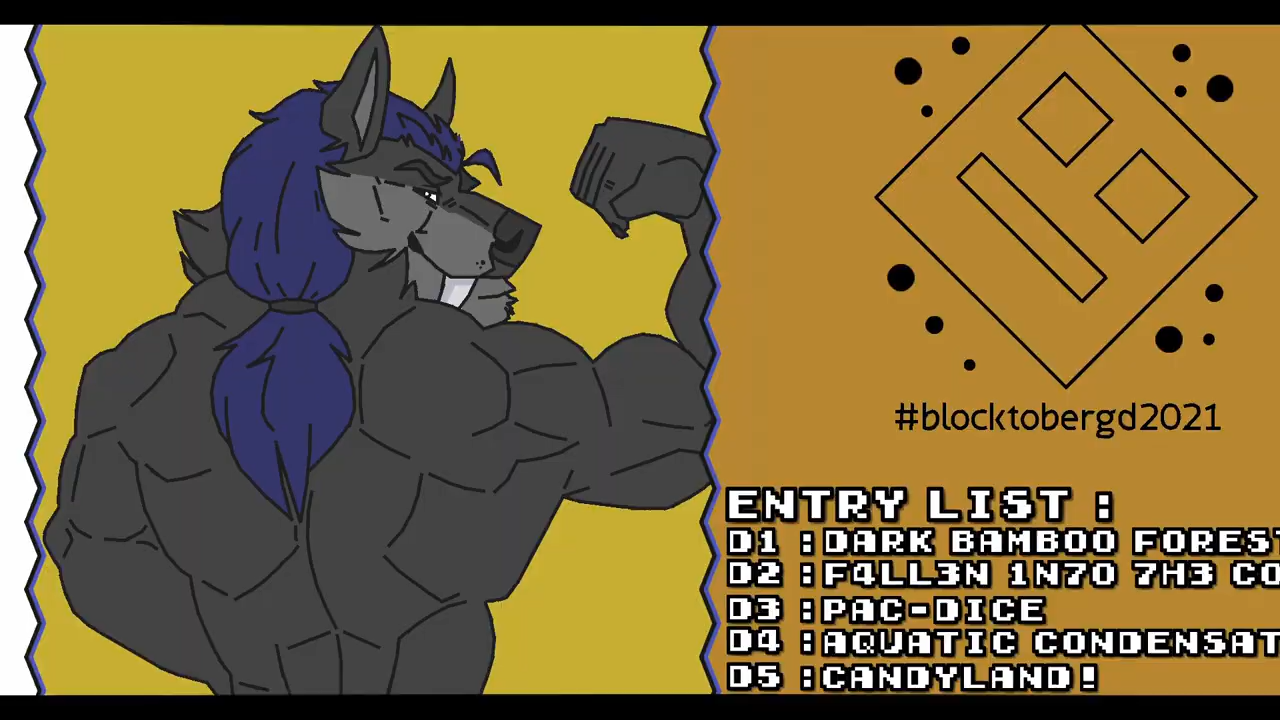 #blocktobergd2021
ENTRY LIST :
D1 :DARK BAMBOO FOREST
D2 :F4LL3N 1N70 7H3 CO
D3 :PAC-DICE
D4 :AQUATIC CONDENSAT
D5 :CANDYLAND!